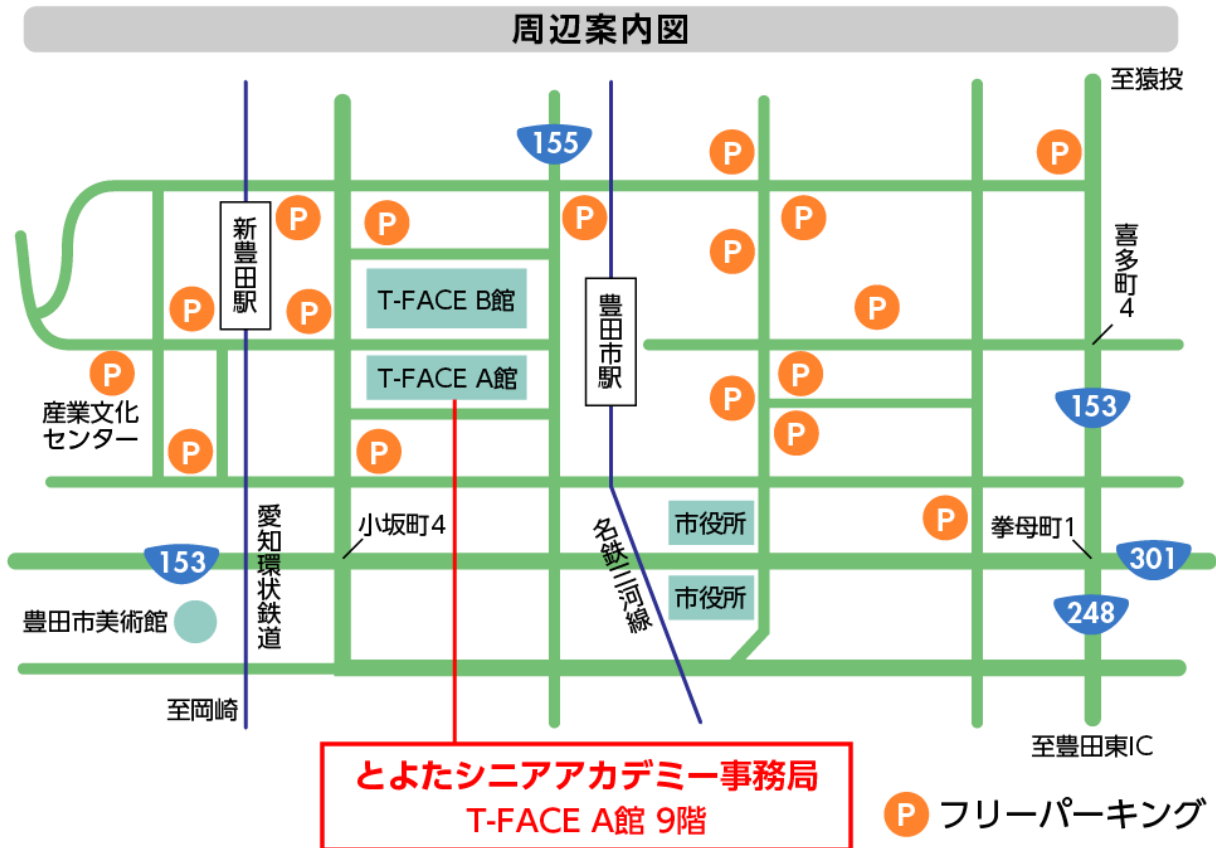 周辺案内図
至猿投
155
P
P
P
P
P
P
P
新豊田駅
P
喜多町4
T-FACE B館
豊田市駅
P
P
P
T-FACE A館
P
P
P
153
産業文化
センター
P
P
P
小坂町4
愛知環状鉄道
名鉄三河線
市役所
P
拳母町1
153
301
市役所
248
豊田市美術館
至岡崎
至豊田東IC
とよたシニアアカデミー事務局
T-FACE A館 9階
P フリーパーキング